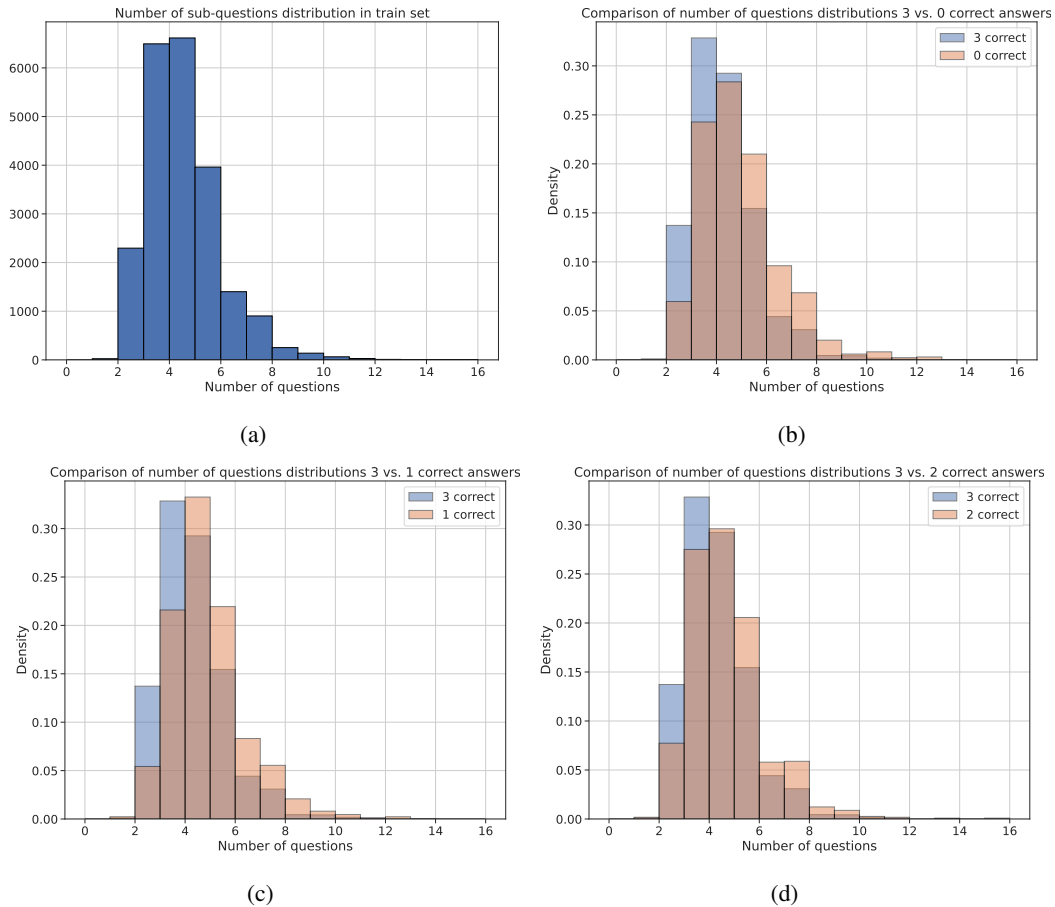 Number of sub-questions distribution in train set
6000
5000
4000
3000
2000
1000
0
0 2 4 6 8 10 12 14 16
Number of questions
(a)
Comparison of number of questions distributions 3 vs. 0 correct answers
3 correct
0 correct
Density
0.30
0.25
0.20
0.15
0.10
0.05
0.00
0 2 4 6 8 10 12 14 16
Number of questions
(b)
Comparison of number of questions distributions 3 vs. 1 correct answers
3 correct
1 correct
Density
0.30
0.25
0.20
0.15
0.10
0.05
0.00
0 2 4 6 8 10 12 14 16
Number of questions
(c)
Comparison of number of questions distributions 3 vs. 2 correct answers
3 correct
2 correct
Density
0.30
0.25
0.20
0.15
0.10
0.05
0.00
0 2 4 6 8 10 12 14 16
Number of questions
(d)